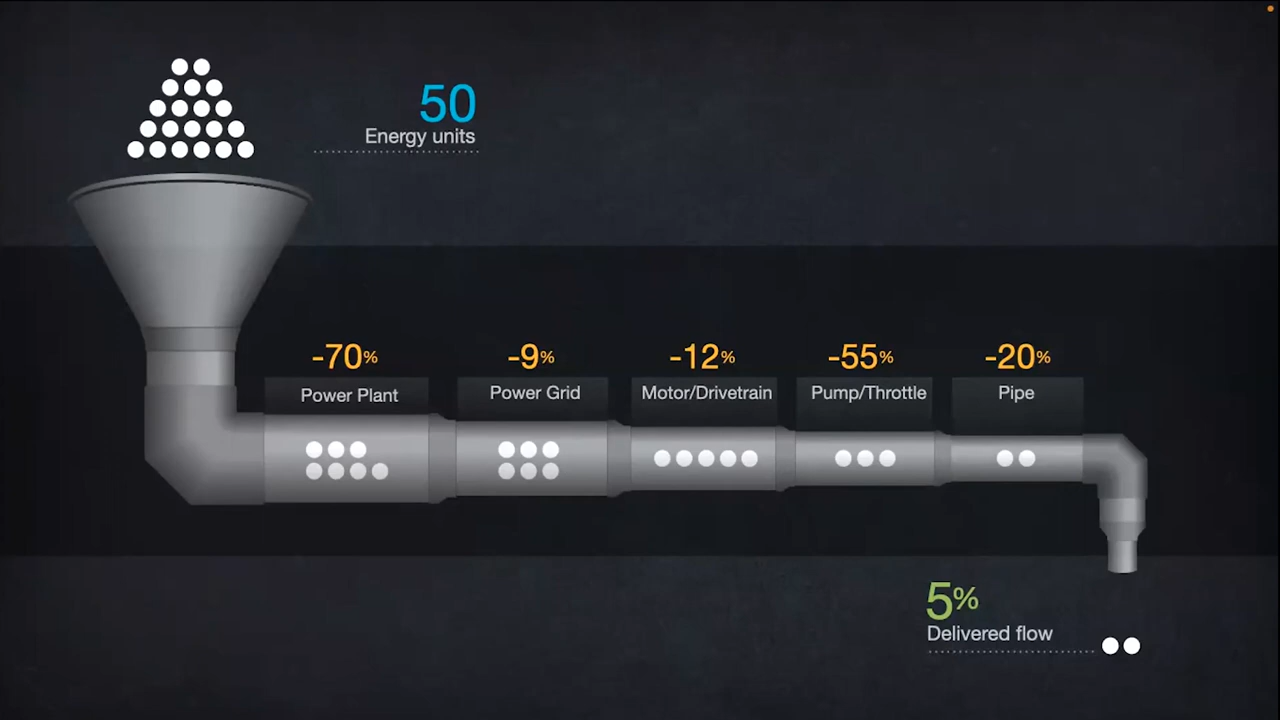 50
Energy units
-70%
-9%
-12%
-55%
-20%
Power Plant
Power Grid
Motor/Drivetrain
Pump/Throttle
Pipe
5%
Delivered flow